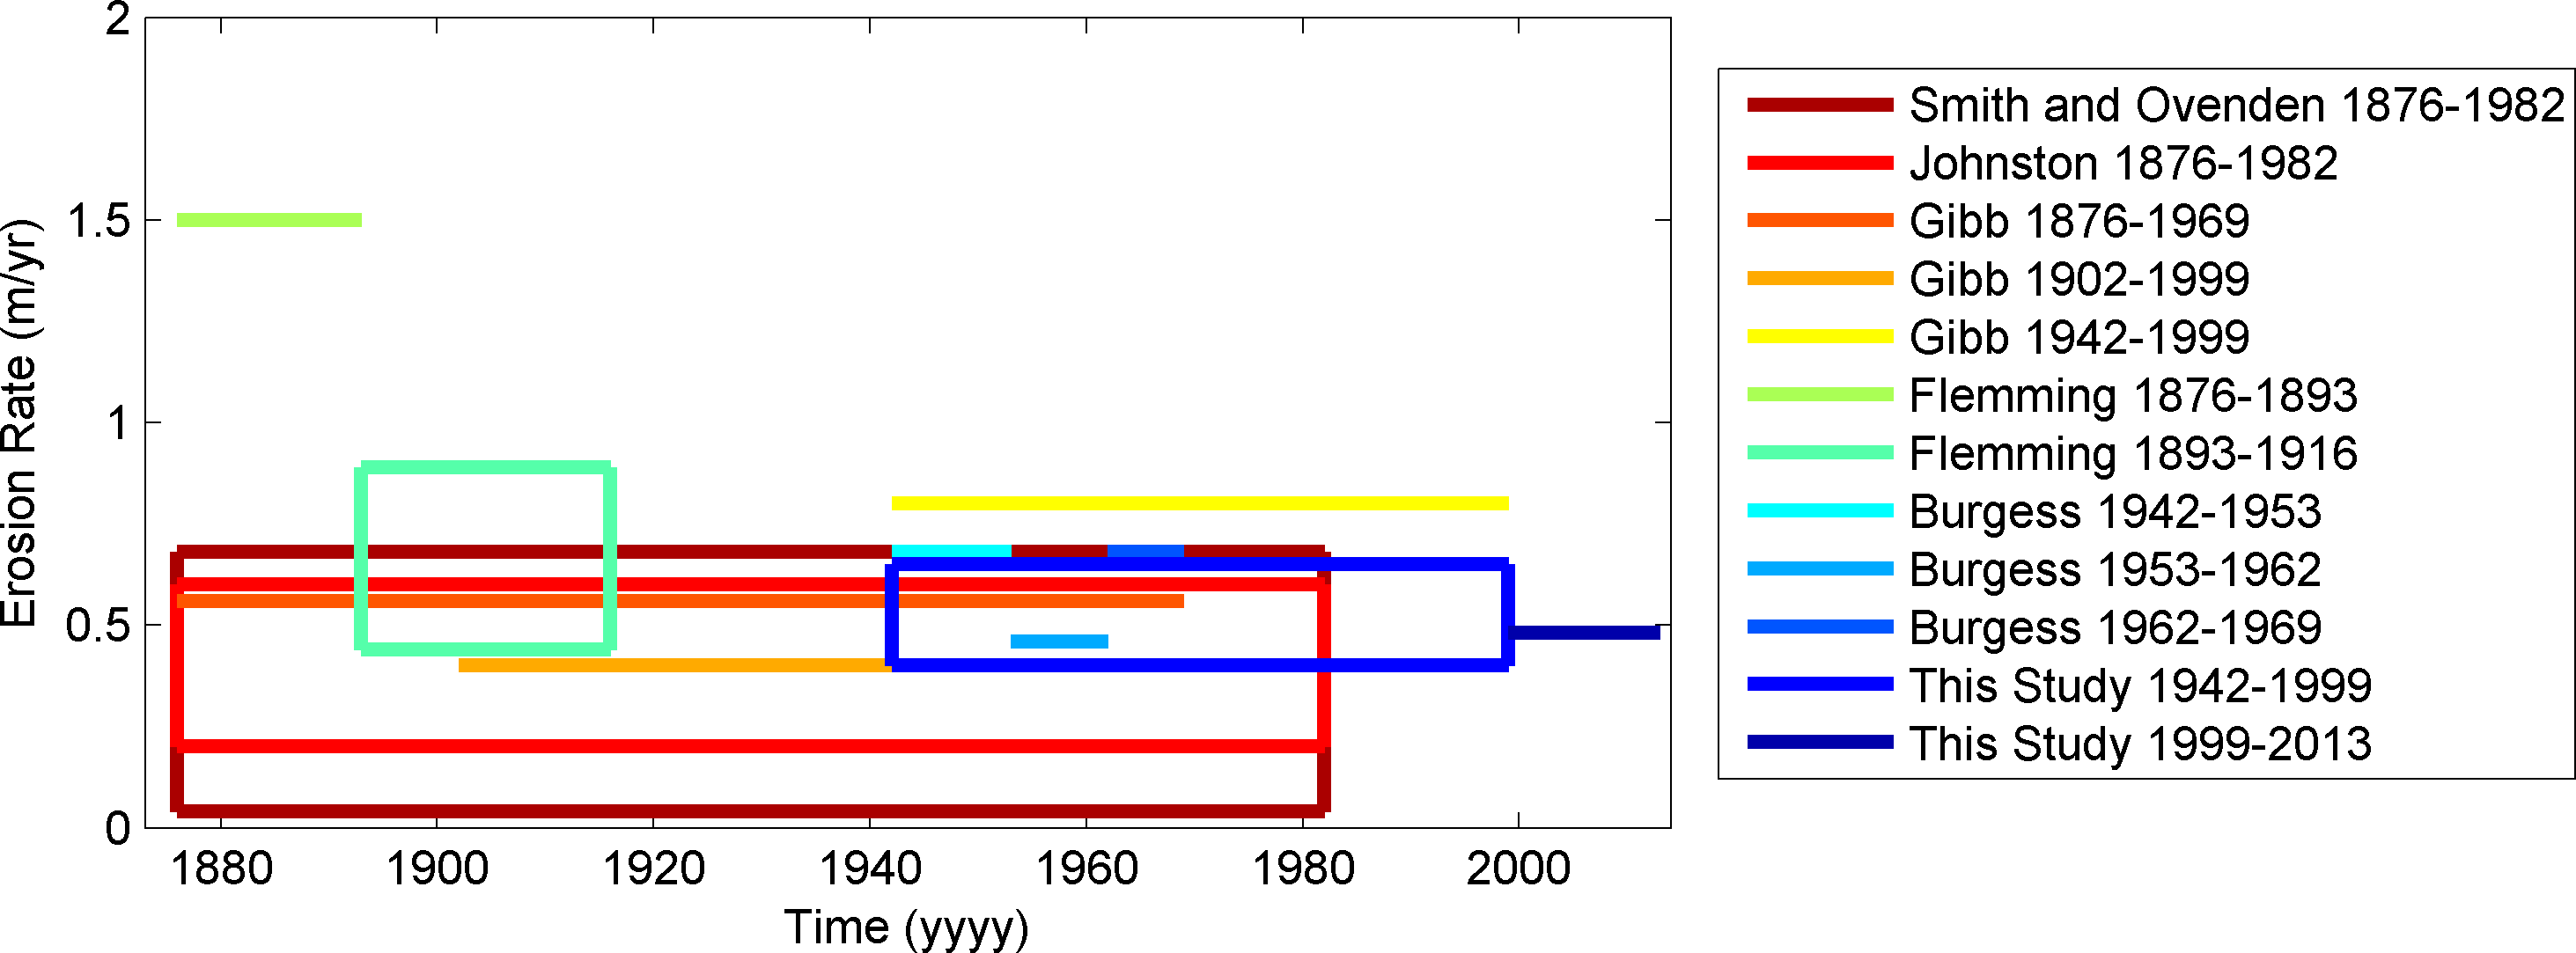 2
1.5
1
0.5
0
Erosion Rate (m/yr)
1880 1900 1920 1940 1960 1980 2000
Time (yyyy)
Smith and Ovenden 1876-1982
Johnston 1876-1982
Gibb 1876-1969
Gibb 1902-1999
Gibb 1942-1999
Flemming 1876-1893
Flemming 1893-1916
Burgess 1942-1953
Burgess 1953-1962
Burgess 1962-1969
This Study 1942-1999
This Study 1999-2013